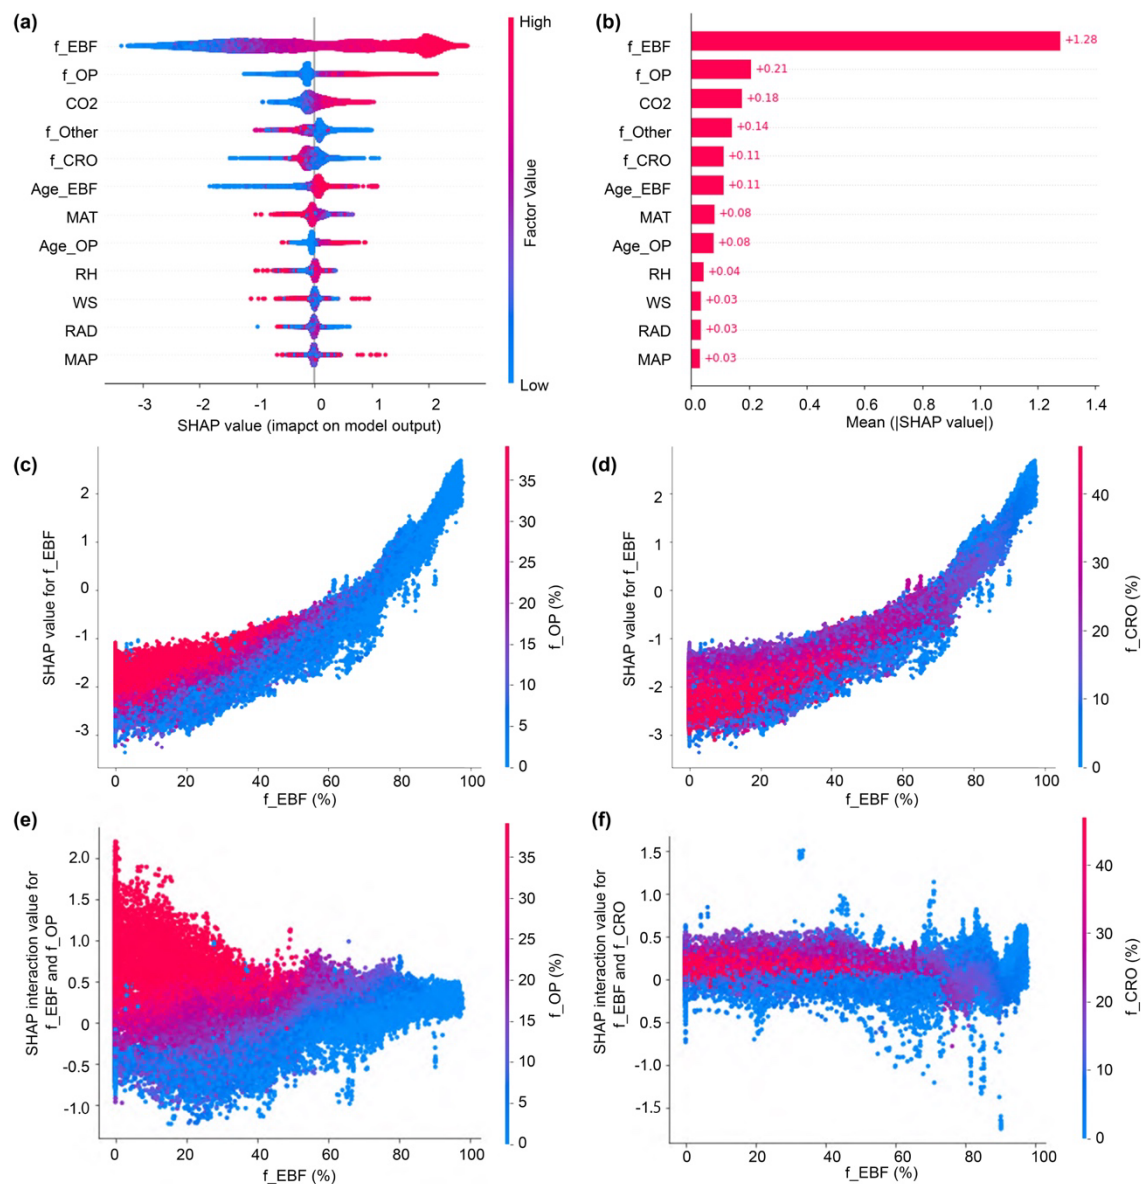 (a)
High
f_EBF
f_OP
CO2
f_Other
f_CRO
Age_EBF
MAT
Age_OP
RH
WS
RAD
MAP
Factor Value
Low
-3 -2 -1 0 1 2
SHAP value (imapct on model output)
(b)
f_EBF +1.28
f_OP +0.21
CO2 +0.18
f_Other +0.14
f_CRO +0.11
Age_EBF +0.11
MAT +0.08
Age_OP +0.08
RH +0.04
WS +0.03
RAD +0.03
MAP +0.03
0.0 0.2 0.4 0.6 0.8 1.0 1.2 1.4
Mean (|SHAP value|)
(c)
SHAP value for f_EBF
2
1
0
-1
-2
-3
0 20 40 60 80 100
f_EBF (%)
35
30
25
20
15
10
5
0
f_OP (%)
(d)
SHAP value for f_EBF
2
1
0
-1
-2
-3
0 20 40 60 80 100
f_EBF (%)
40
30
20
10
0
f_CRO (%)
(e)
SHAP interaction value for
f_EBF and f_OP
2.0
1.5
1.0
0.5
0
-0.5
-1.0
0 20 40 60 80 100
f_EBF (%)
35
30
25
20
15
10
5
0
f_OP (%)
(f)
SHAP interaction value for
f_EBF and f_CRO
1.5
1.0
0.5
0
0.5
-1.0
-1.5
0 20 40 60 80 100
f_EBF (%)
40
30
20
10
0
f_CRO (%)